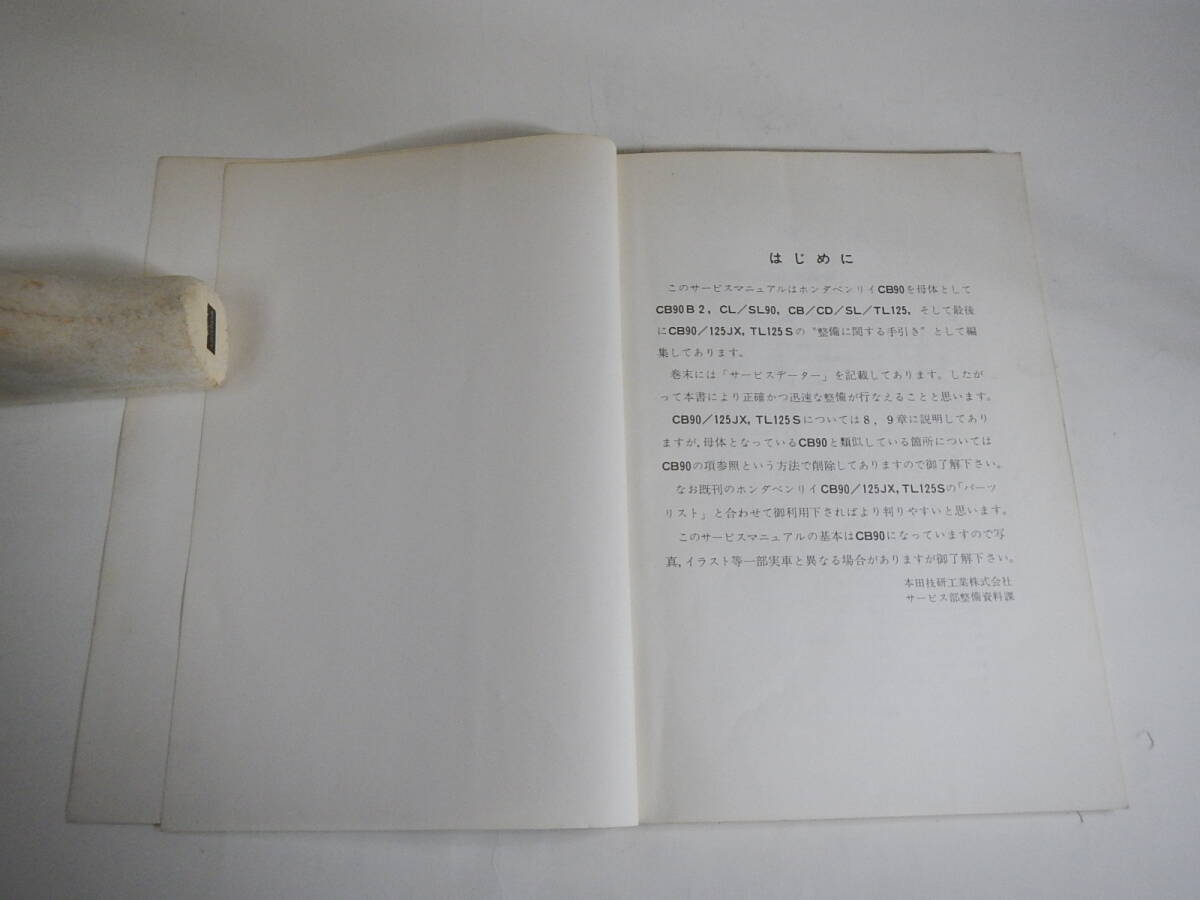 はじめに
このサービスマニュアルはホンダベンリイCB90を母体として
CB90B2, CL/SL90, CB/CD/SL/TL125, そして最後
にCB90/125JX, TL125Sの〝整備に関する手引き〟として編
集してあります。
巻末には「サービスデーター」を記載してあります。したが
って本書により正確かつ迅速な整備が行なえることと思います。
CB90/125JX, TL125Sについては8, 9章に説明してあり
ますが,母体となっているCB90と類似している箇所については
CB90の項参照という方法で削除してありますので御了解下さい。
なお既刊のホンダベンリイCB90/125JX,TL125Sの「パーツ
リスト」と合わせて御利用下さればより判りやすいと思います。
このサービスマニュアルの基本はCB90になっていますので写
真,イラスト等一部実車と異なる場合がありますが御了解下さい。
本田技研工業株式会社
サービス部整備資料課